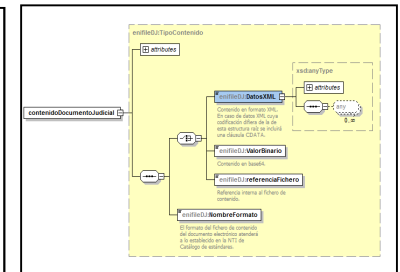 enifileDJ:TipoContenido
attributes
xsd:anyType
enifileDJ:DatosXML
attributes
Contenido en formato XML.
En caso de datos XML cuya
codificación difiera de la de
esta estructura raíz se incluirá
una cláusula CDATA.
any
0..∞
contenidoDocumentoJudicial
enifileDJ:ValorBinario
Contenido en base64.
enifileDJ:referenciaFichero
Referencia interna al fichero de
contenido.
enifileDJ:NombreFormato
El formato del fichero de contenido
del documento electrónico atenderá
a lo establecido en la NTI de
Catálogo de estándares.